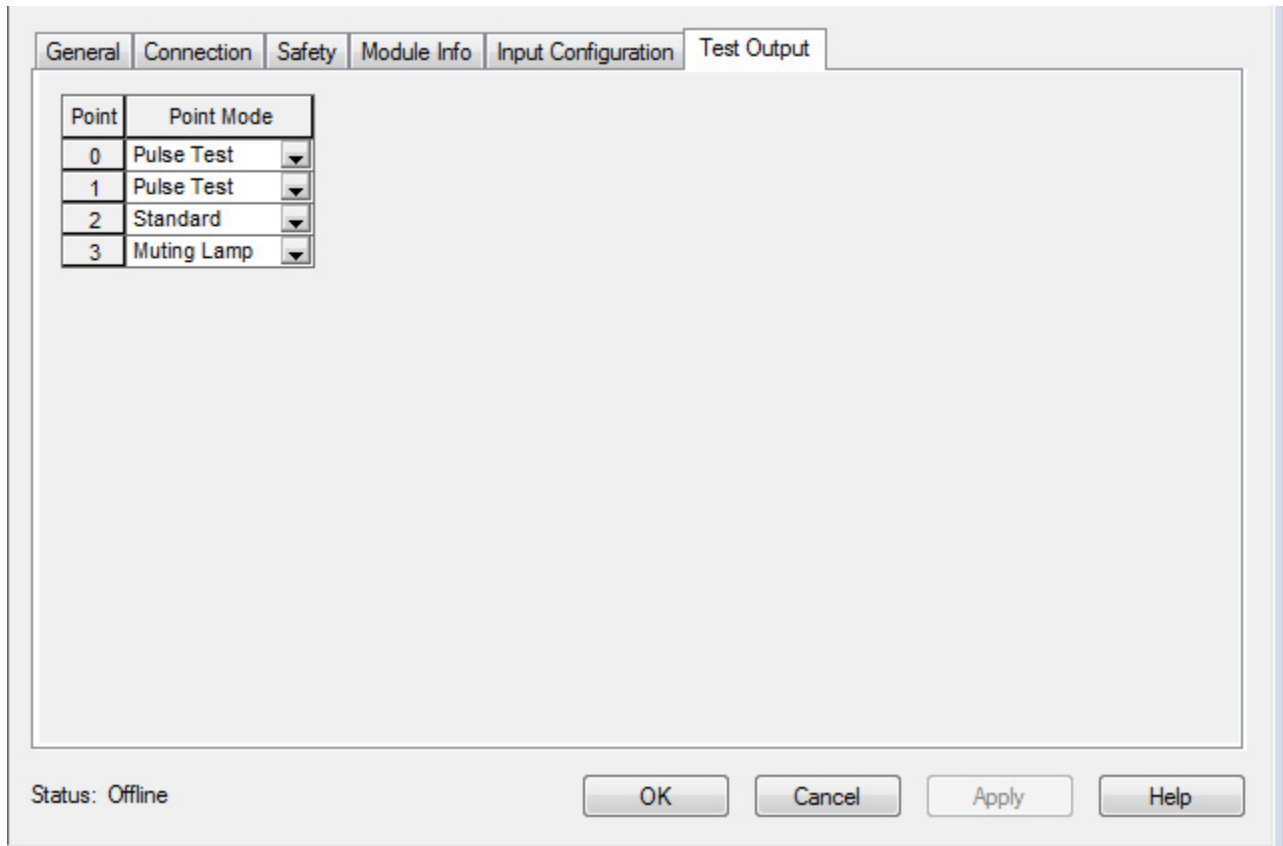 General Connection Safety Module Info Input Configuration Test Output
Point Point Mode
0 Pulse Test
1 Pulse Test
2 Standard
3 Muting Lamp
Status: Offline OK Cancel Apply Help